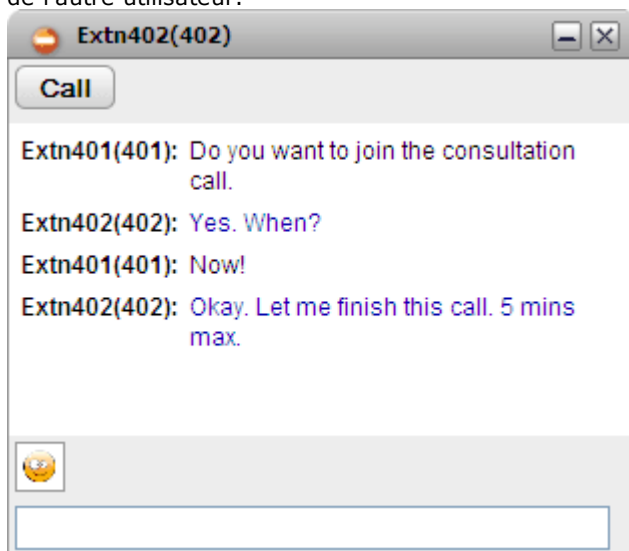 de l'autre utilisateur.
Extn402(402)
Call
Extn401(401): Do you want to join the consultation
call.
Extn402(402): Yes. When?
Extn401(401): Now!
Extn402(402): Okay. Let me finish this call. 5 mins
max.